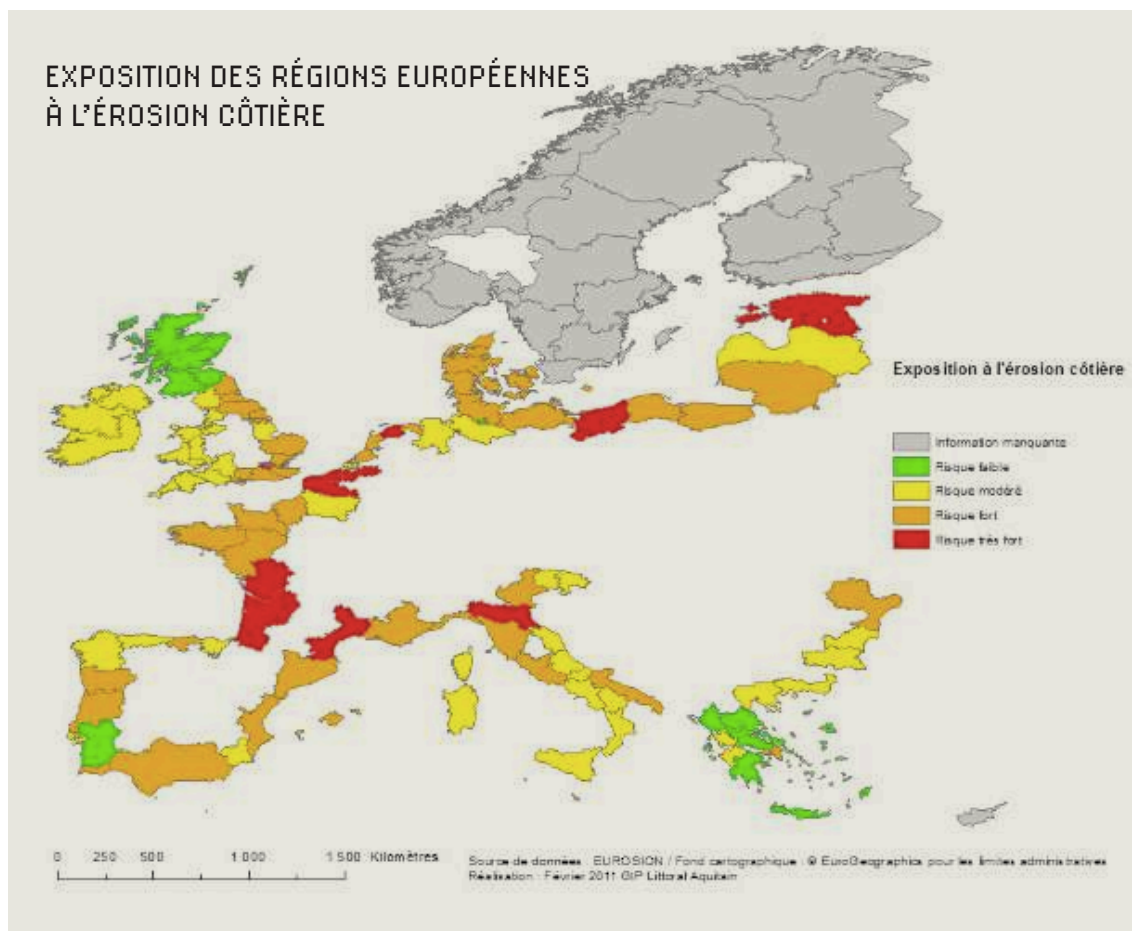 EXPOSITION DES RÉGIONS EUROPÉENNES
À L'ÉROSION CÔTIÈRE
Exposition à l'érosion côtière
Information manquante
Risque faible
Risque modéré
Risque fort
Risque très fort
0 250 500 1 000 1 500 Kilomètres
Source de données : EUROSION / Fond cartographique : © EuroGeographics pour les limites administratives
Réalisation : Février 2011 GIP Littoral Aquitain